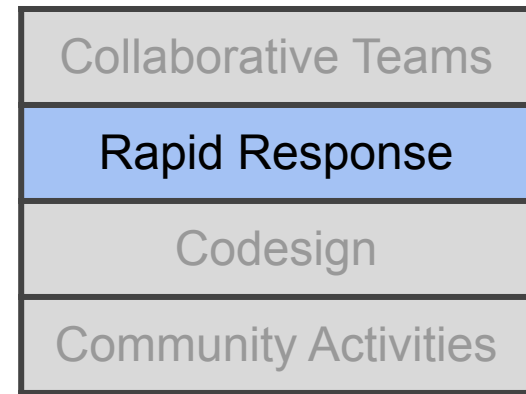 Collaborative Teams
Rapid Response
Codesign
Community Activities